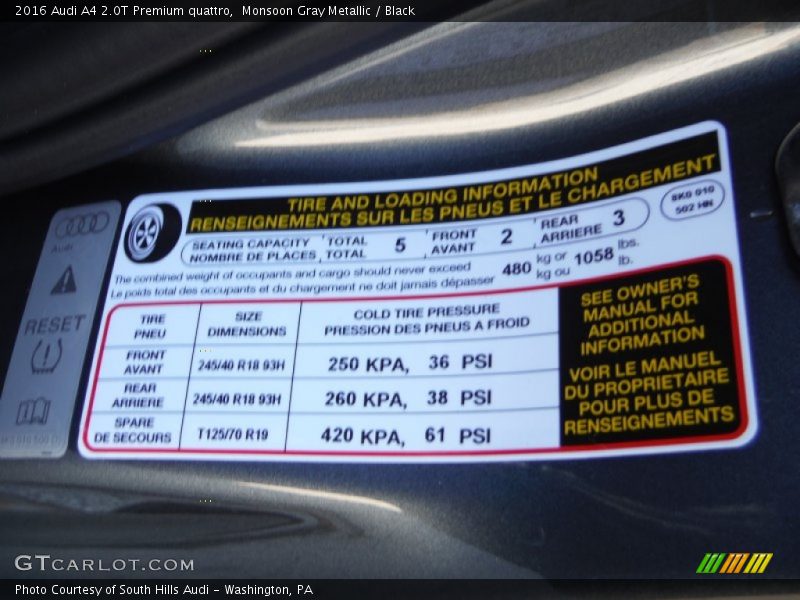 2016 Audi A4 2.0T Premium quattro,  Monsoon Gray Metallic / Black
Audi
RESET
TIRE AND LOADING INFORMATION
RENSEIGNEMENTS SUR LES PNEUS ET LE CHARGEMENT
8K0 010
502 HN
SEATING CAPACITY TOTAL 5 FRONT 2 REAR 3
NOMBRE DE PLACES TOTAL AVANT ARRIERE
The combined weight of occupants and cargo should never exceed 480 kg or 1058 lbs.
Le poids total des occupants et du chargement ne doit jamais dépasser kg ou lb.
TIRE SIZE COLD TIRE PRESSURE
PNEU DIMENSIONS PRESSION DES PNEUS A FROID
FRONT
AVANT 245/40 R18 93H 250 KPA, 36 PSI
REAR
ARRIERE 245/40 R18 93H 260 KPA, 38 PSI
SPARE
DE SECOURS T125/70 R19 420 KPA, 61 PSI
SEE OWNER'S
MANUAL FOR
ADDITIONAL
INFORMATION
VOIR LE MANUEL
DU PROPRIETAIRE
POUR PLUS DE
RENSEIGNEMENTS
GTCARLOT.COM
Photo Courtesy of South Hills Audi - Washington, PA